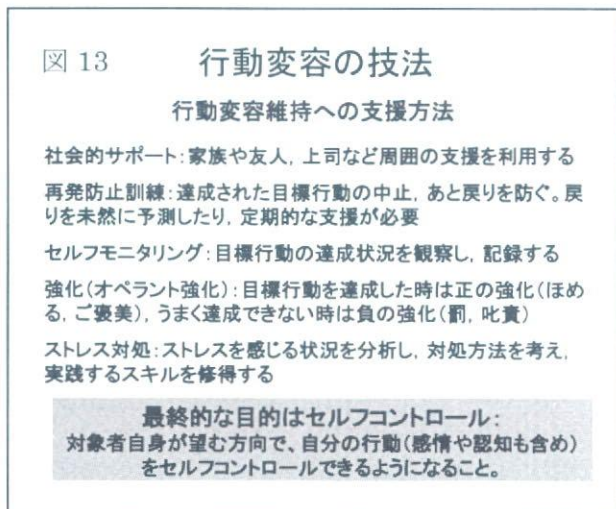 図 13 行動変容の技法
行動変容維持への支援方法
社会的サポート：家族や友人，上司など周囲の支援を利用する
再発防止訓練：達成された目標行動の中止，あと戻りを防ぐ。戻
りを未然に予測したり，定期的な支援が必要
セルフモニタリング：目標行動の達成状況を観察し，記録する
強化（オペラント強化）：目標行動を達成した時は正の強化（ほめ
る，ご褒美），うまく達成できない時は負の強化（罰，叱責）
ストレス対処：ストレスを感じる状況を分析し，対処方法を考え，
実践するスキルを修得する
最終的な目的はセルフコントロール：
対象者自身が望む方向で、自分の行動（感情や認知も含め）
をセルフコントロールできるようになること。